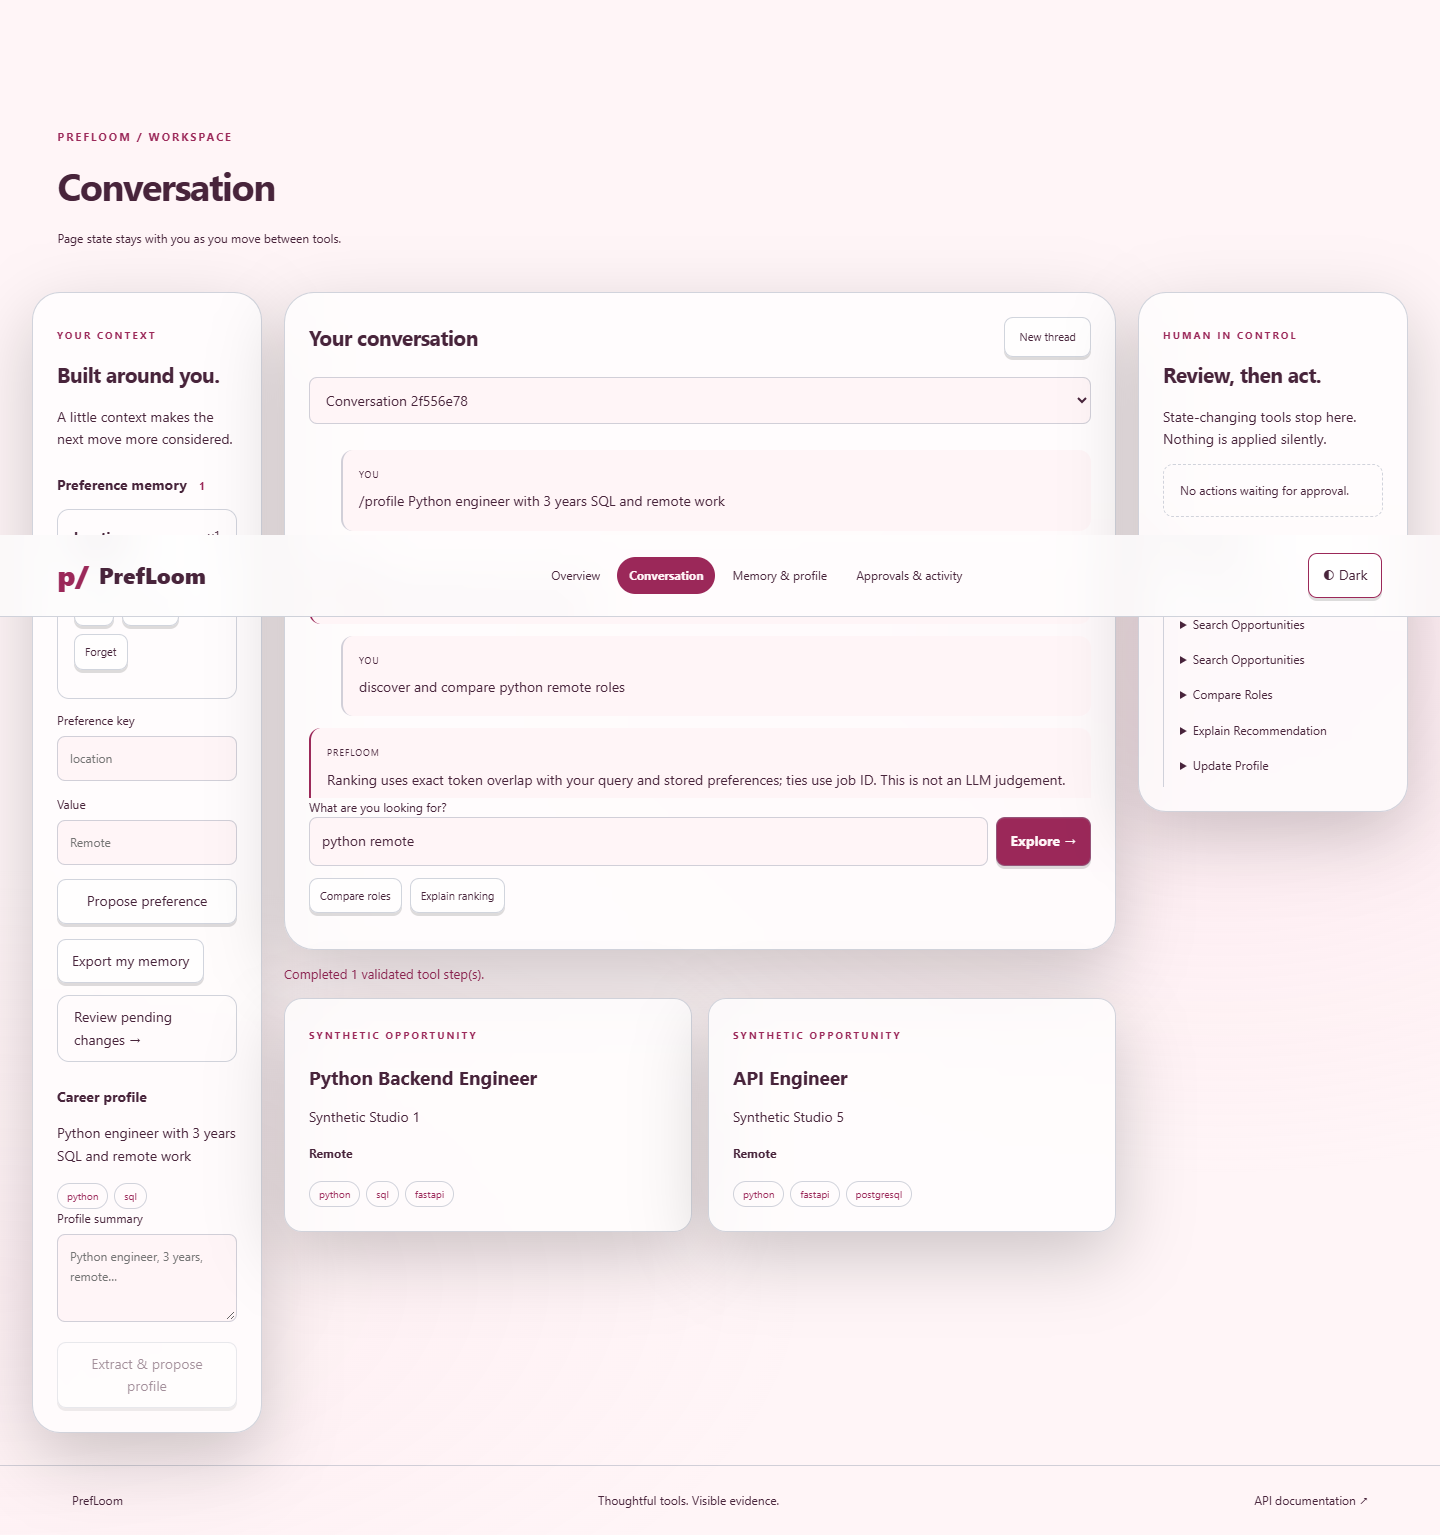 PREFLOOM / WORKSPACE
Conversation
Page state stays with you as you move between tools.
YOUR CONTEXT
Built around you.
A little context makes the
next move more considered.
Preference memory 1
p/ PrefLoom
Overview
Conversation
Memory & profile
Approvals & activity
◐ Dark
Forget
Preference key
location
Value
Remote
Propose preference
Export my memory
Review pending
changes →
Career profile
Python engineer with 3 years
SQL and remote work
python
sql
Profile summary
Python engineer, 3 years,
remote...
Extract & propose
profile
Your conversation
New thread
Conversation 2f556e78
YOU
/profile Python engineer with 3 years SQL and remote work
YOU
discover and compare python remote roles
PREFLOOM
Ranking uses exact token overlap with your query and stored preferences; ties use job ID. This is not an LLM judgement.
What are you looking for?
python remote
Explore →
Compare roles
Explain ranking
Completed 1 validated tool step(s).
SYNTHETIC OPPORTUNITY
Python Backend Engineer
Synthetic Studio 1
Remote
python
sql
fastapi
SYNTHETIC OPPORTUNITY
API Engineer
Synthetic Studio 5
Remote
python
fastapi
postgresql
HUMAN IN CONTROL
Review, then act.
State-changing tools stop here.
Nothing is applied silently.
No actions waiting for approval.
▶ Search Opportunities
▶ Search Opportunities
▶ Compare Roles
▶ Explain Recommendation
▶ Update Profile
PrefLoom
Thoughtful tools. Visible evidence.
API documentation ↗